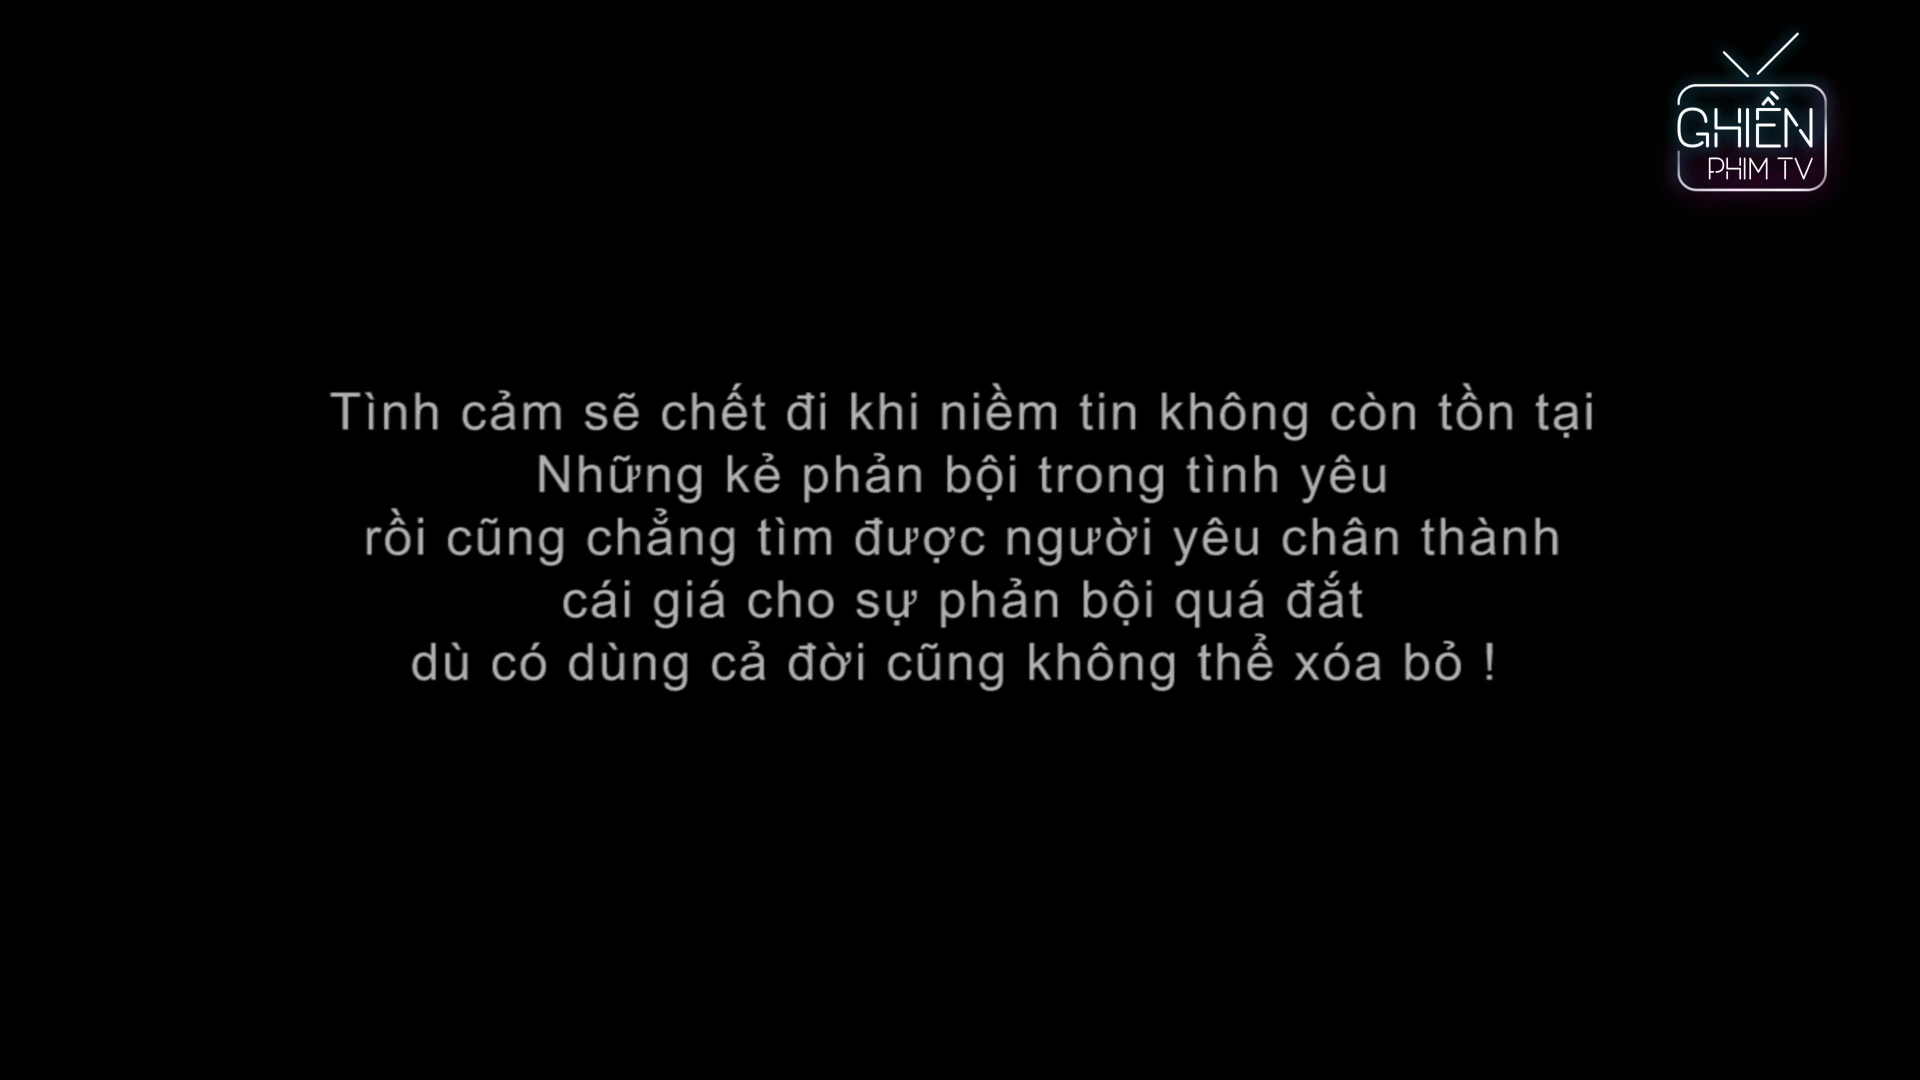 GHIỀN
PHIM TV
Tình cảm sẽ chết đi khi niềm tin không còn tồn tại
Những kẻ phản bội trong tình yêu
rồi cũng chẳng tìm được người yêu chân thành
cái giá cho sự phản bội quá đắt
dù có dùng cả đời cũng không thể xóa bỏ !